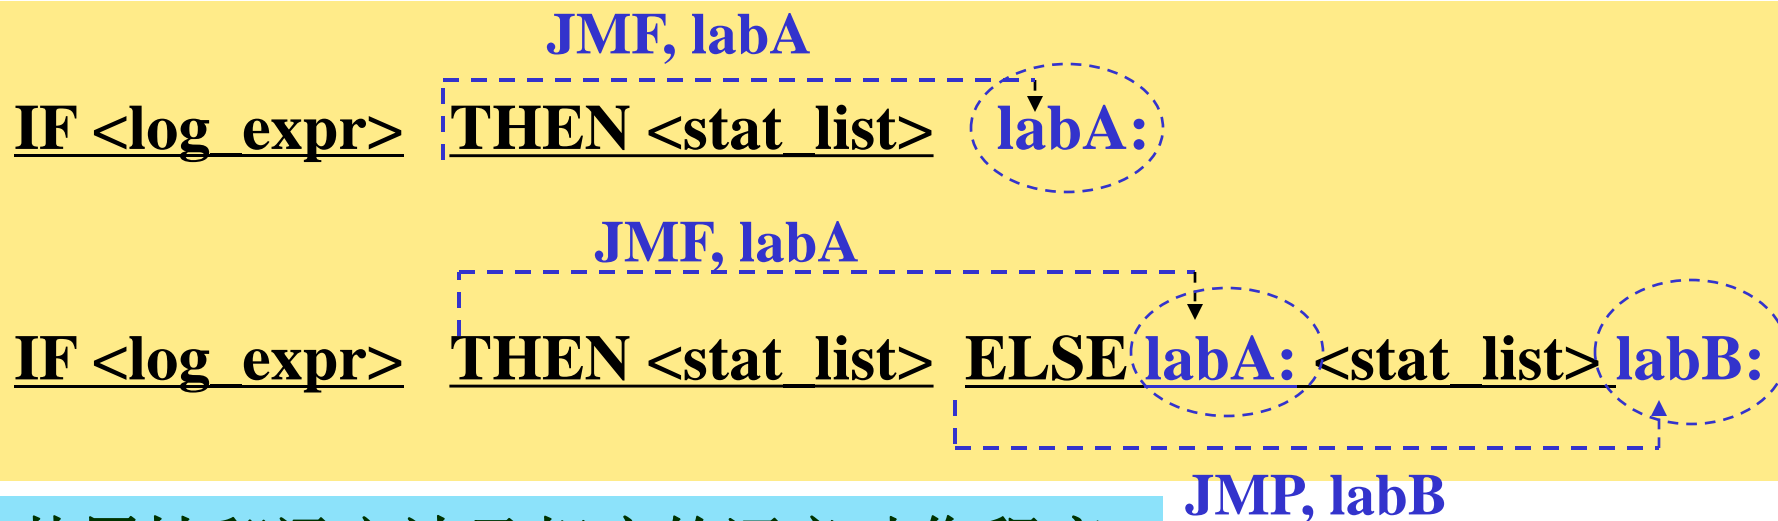 JMF, labA
IF <log_expr> THEN <stat_list> labA:
JMF, labA
IF <log_expr> THEN <stat_list> ELSE labA: <stat_list> labB:
JMP, labB